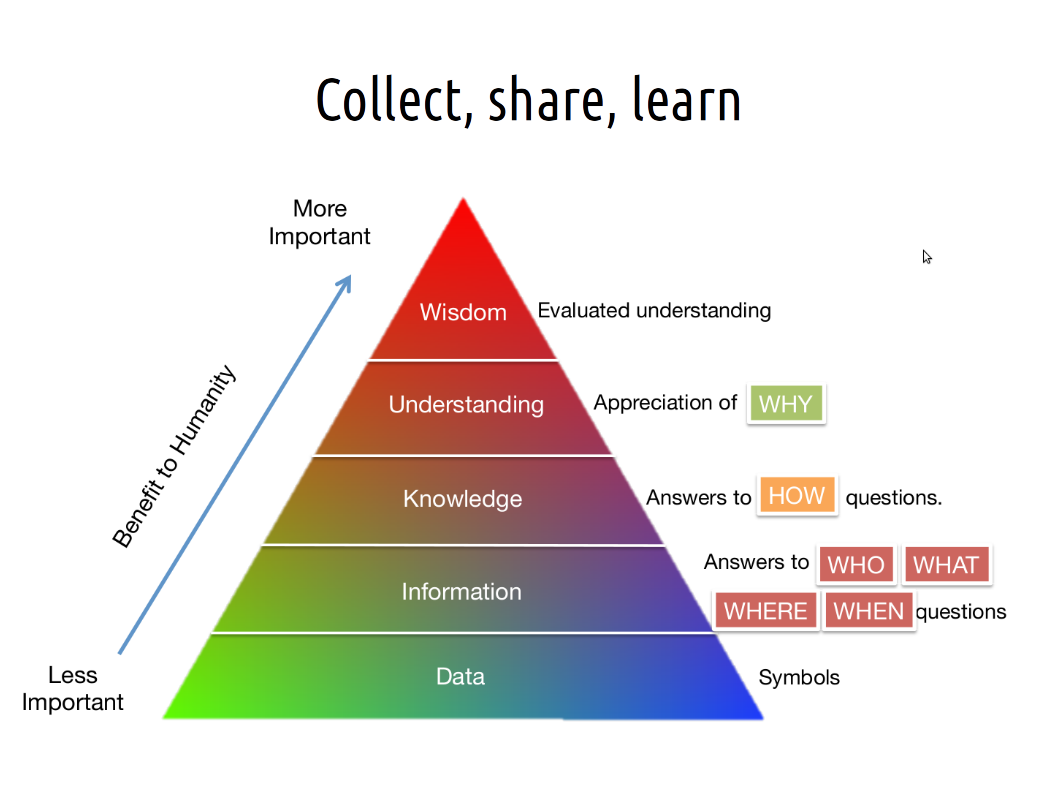 Collect, share, learn
More
Important
Wisdom
Evaluated understanding
Understanding
Appreciation of WHY
Benefit to Humanity
Knowledge
Answers to HOW questions.
Information
Answers to WHO WHAT
WHERE WHEN questions
Less
Important
Data
Symbols